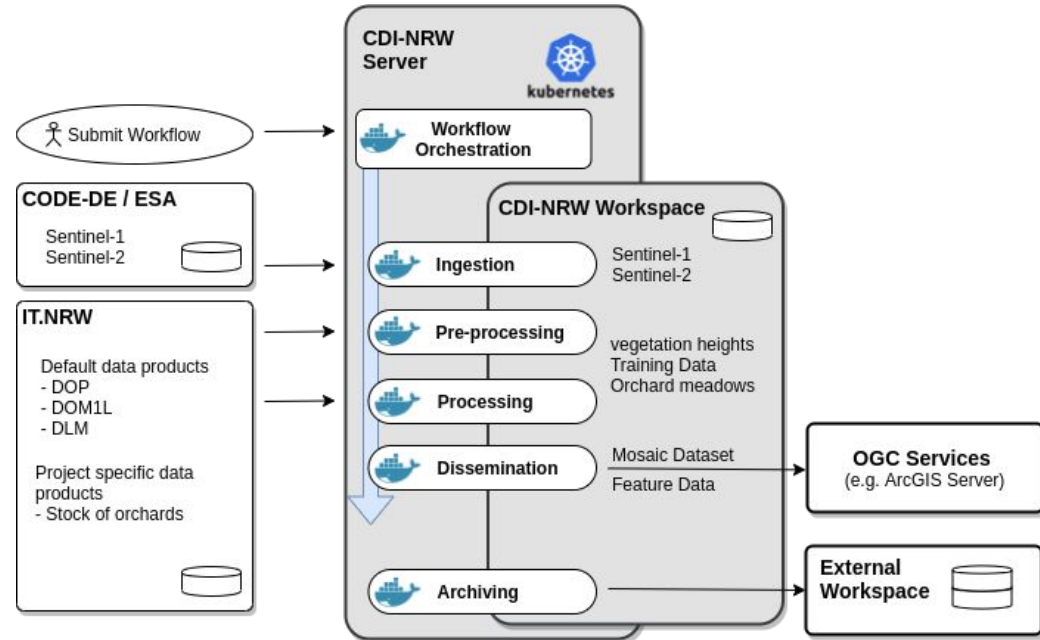 CDI-NRW
Server
kubernetes
Submit Workflow
Workflow
Orchestration
CODE-DE / ESA
Sentinel-1
Sentinel-2
CDI-NRW Workspace
Ingestion
Sentinel-1
Sentinel-2
IT.NRW
Default data products
- DOP
- DOM1L
- DLM
Project specific data
products
- Stock of orchards
Pre-processing
vegetation heights
Training Data
Orchard meadows
Processing
Dissemination
Mosaic Dataset
Feature Data
OGC Services
(e.g. ArcGIS Server)
Archiving
External
Workspace